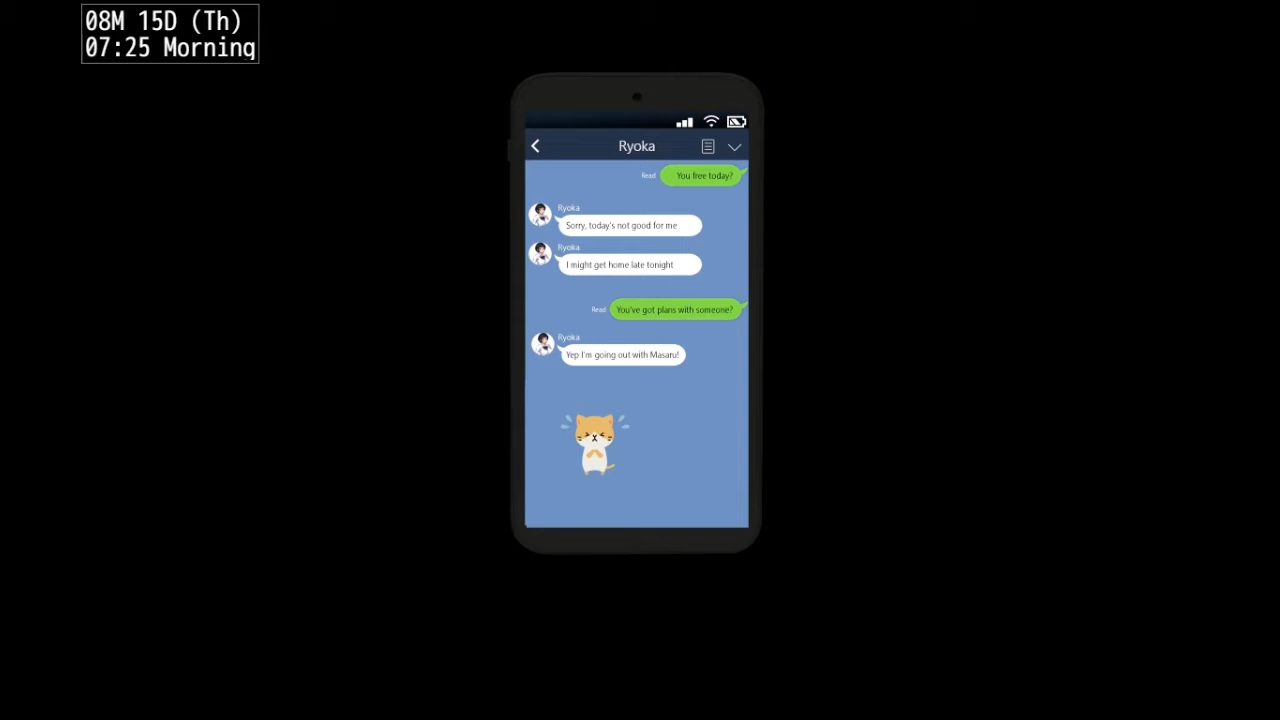 08M 15D (Th)
07:25 Morning
Ryoka
Read You free today?
Ryoka
Sorry, today's not good for me
Ryoka
I might get home late tonight
Read You've got plans with someone?
Ryoka
Yep I'm going out with Masaru!